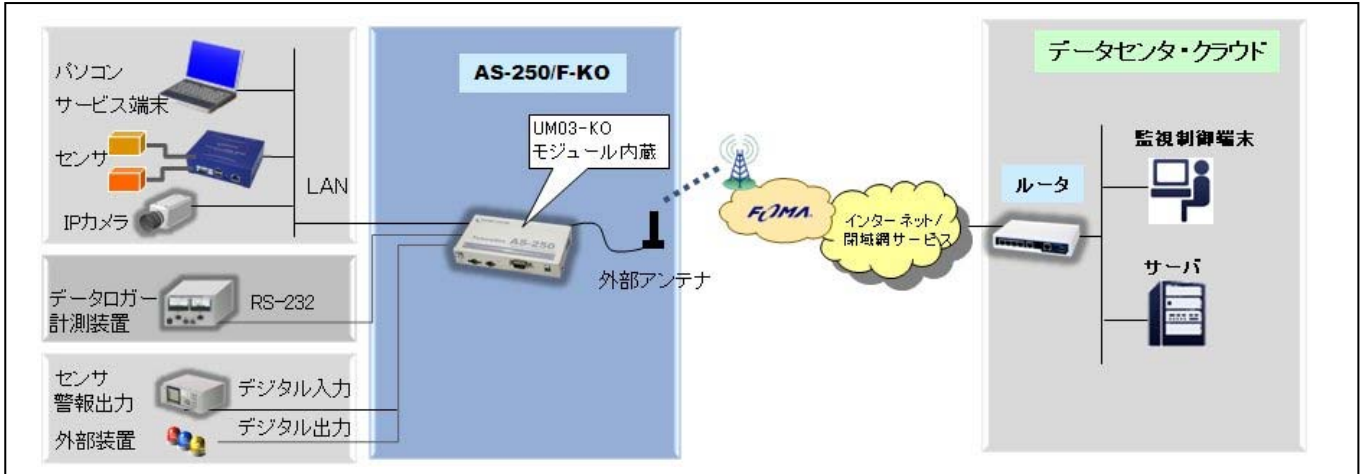 パソコン
サービス端末
センサ
IPカメラ
LAN
データロガー
計測装置
RS-232
センサ
警報出力
外部装置
デジタル入力
デジタル出力
AS-250/F-KO
UM03-KO
モジュール内蔵
AS-250
外部アンテナ
FOMA
インターネット/
閉域網サービス
データセンタ・クラウド
ルータ
監視制御端末
サーバ